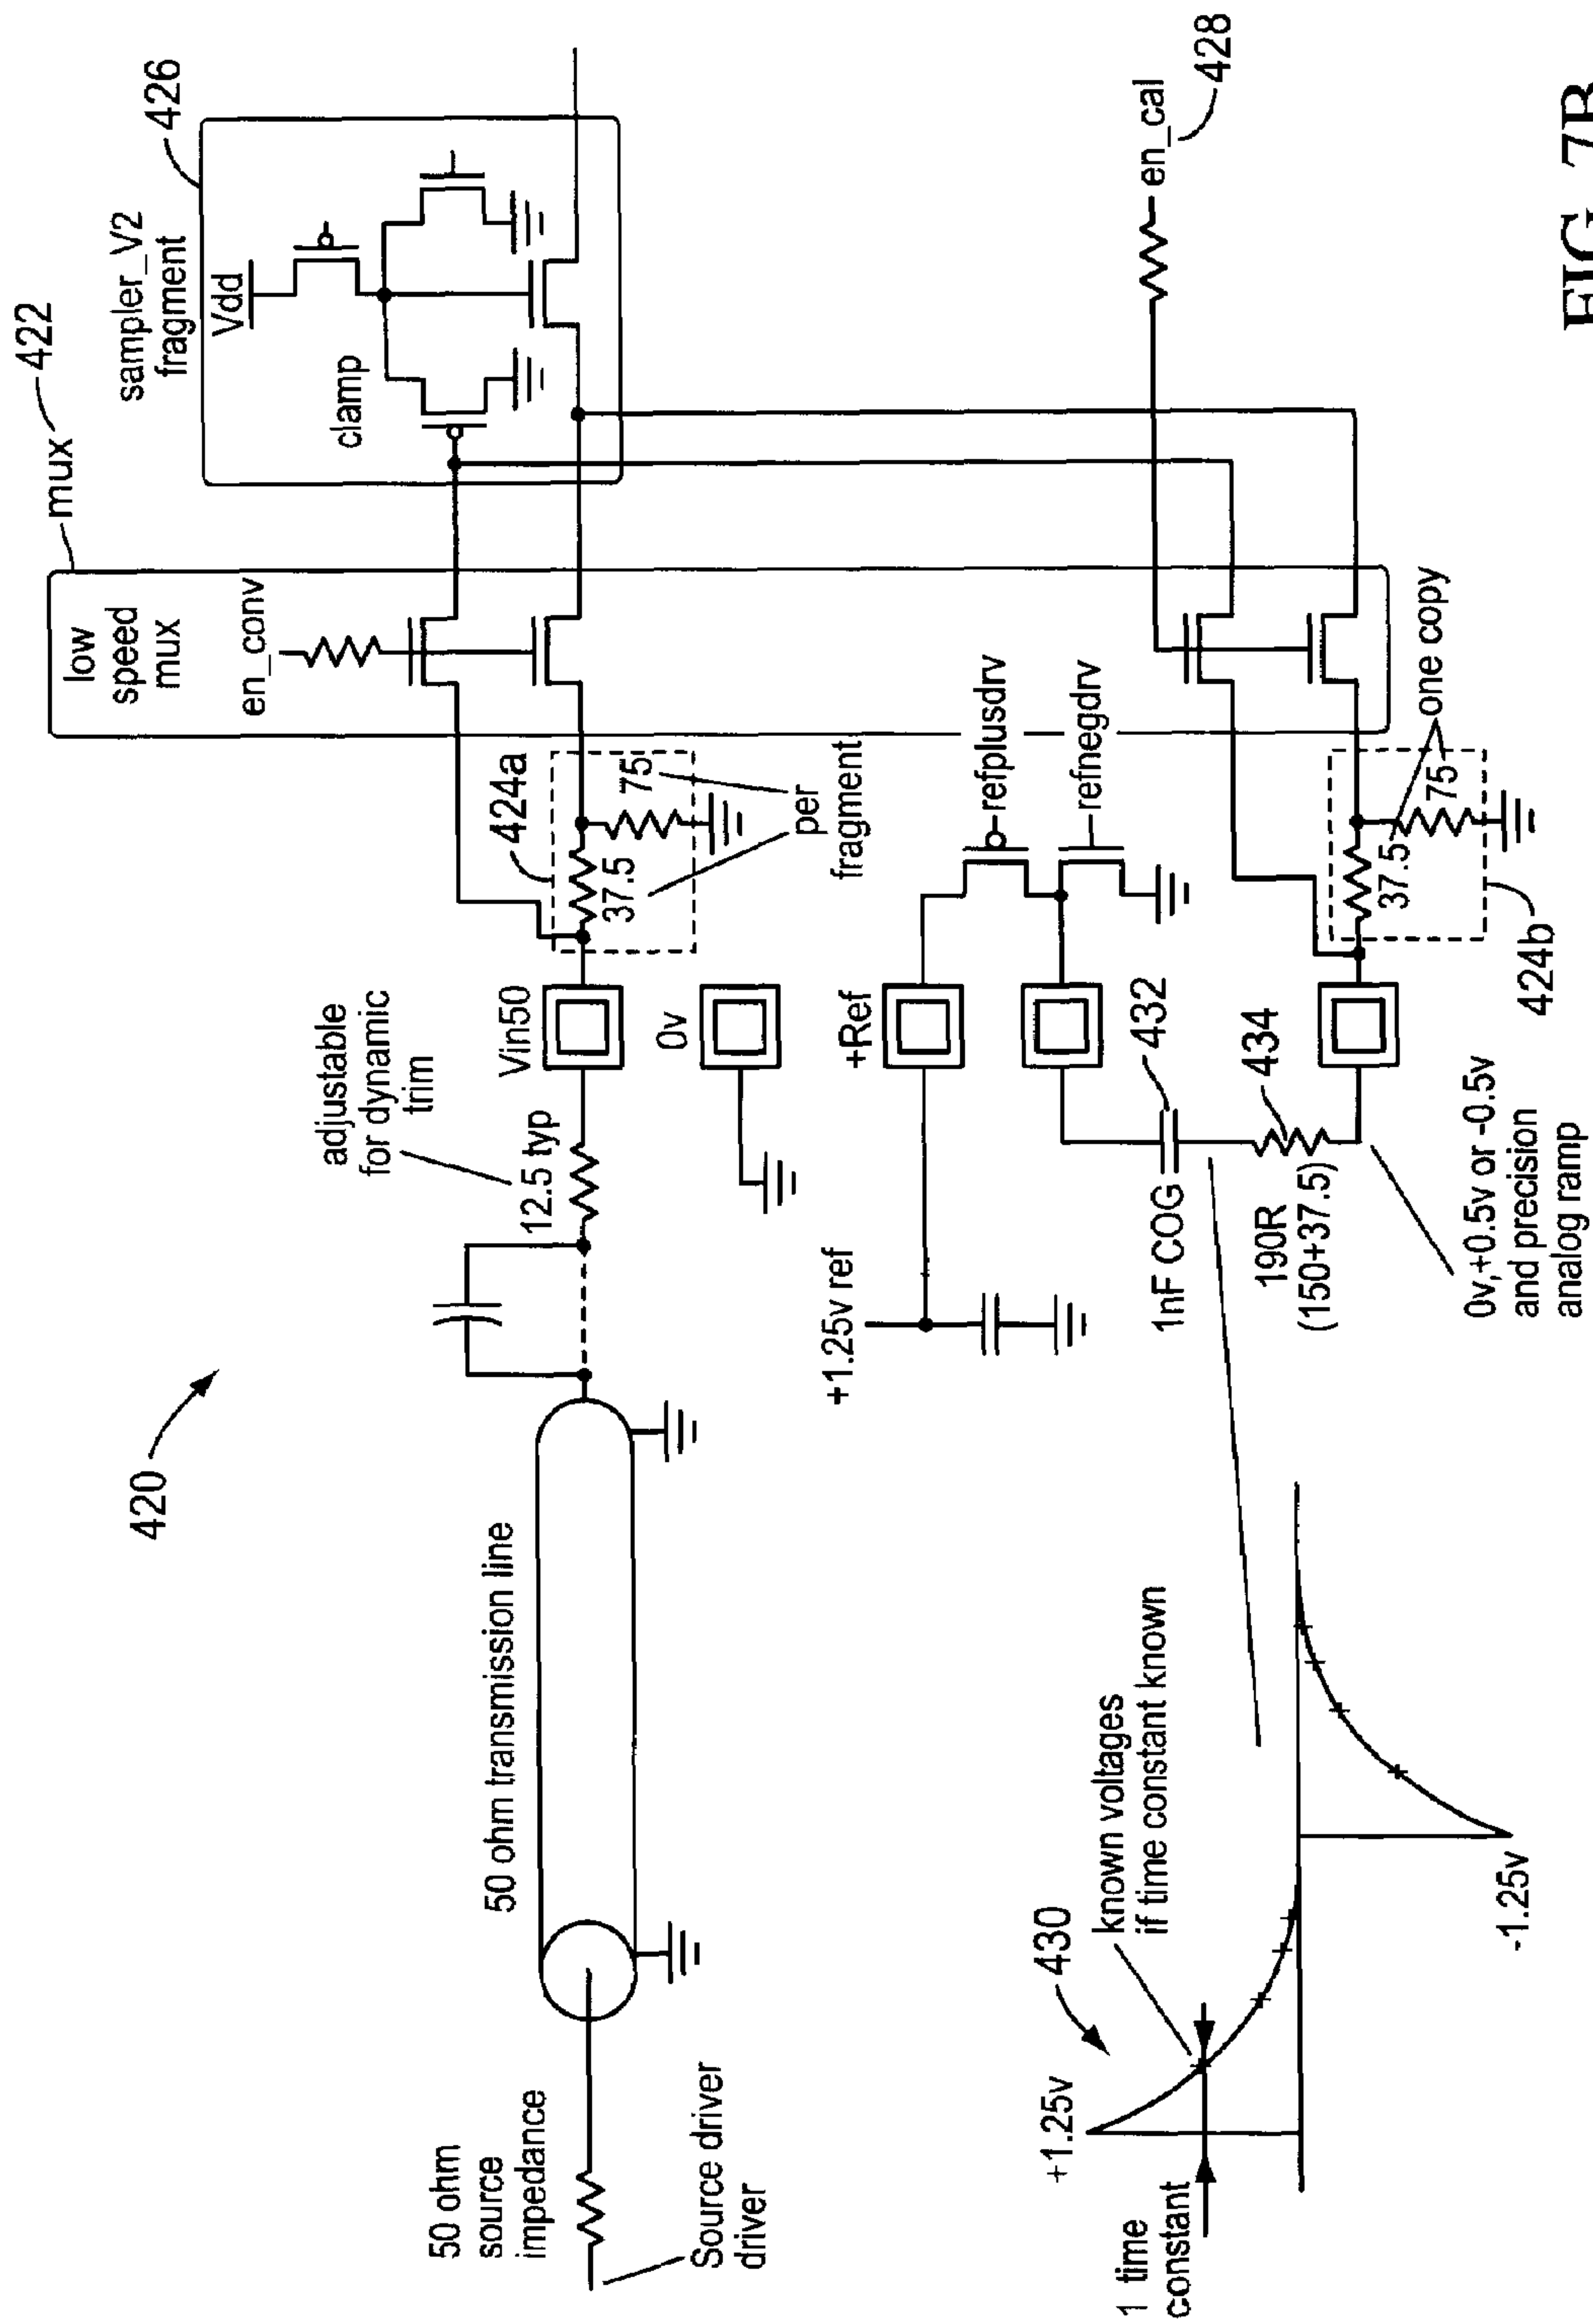 420
422
mux
426
low
speed
mux
en_conv
sampler_V2
fragment
Vdd
clamp
50 ohm
source
impedance
Source driver
driver
50 ohm transmission line
adjustable
for dynamic
trim
12.5 typ
Vin50
0v
424a
37.5
75
per
fragment
+1.25v ref
+Ref
refplusdrv
refnegdrv
en_cal
428
432
1nF COG
434
190R
(150+37.5)
0v,+0.5v or -0.5v
and precision
analog ramp
37.5
75
one copy
424b
430
+1.25v
known voltages
if time constant known
1 time
constant
-1.25v
FIG. 7B